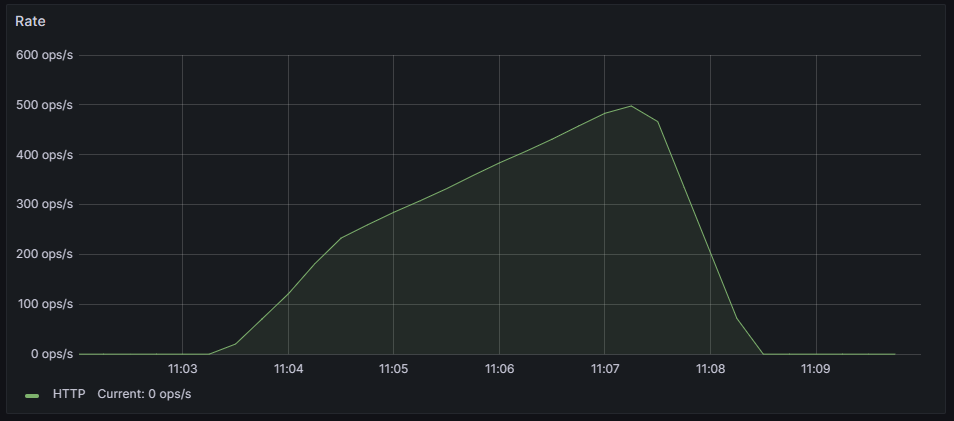 Rate
600 ops/s
500 ops/s
400 ops/s
300 ops/s
200 ops/s
100 ops/s
0 ops/s
11:03 11:04 11:05 11:06 11:07 11:08 11:09
HTTP Current: 0 ops/s